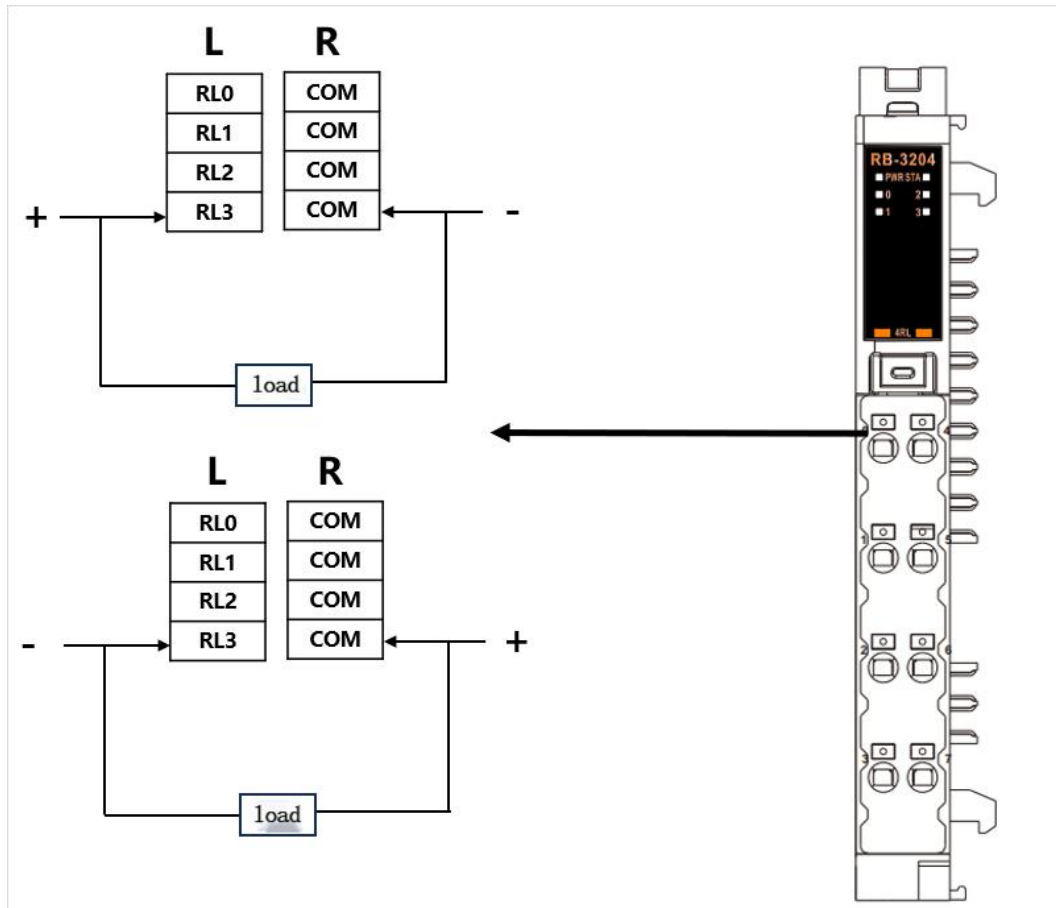 L R
RL0 COM
RL1 COM
RL2 COM
RL3 COM
+ -
load
L R
RL0 COM
RL1 COM
RL2 COM
RL3 COM
- +
load
RB-3204
PWR STA
0 2
1 3
4RL
4
1 5
2 6
3 7